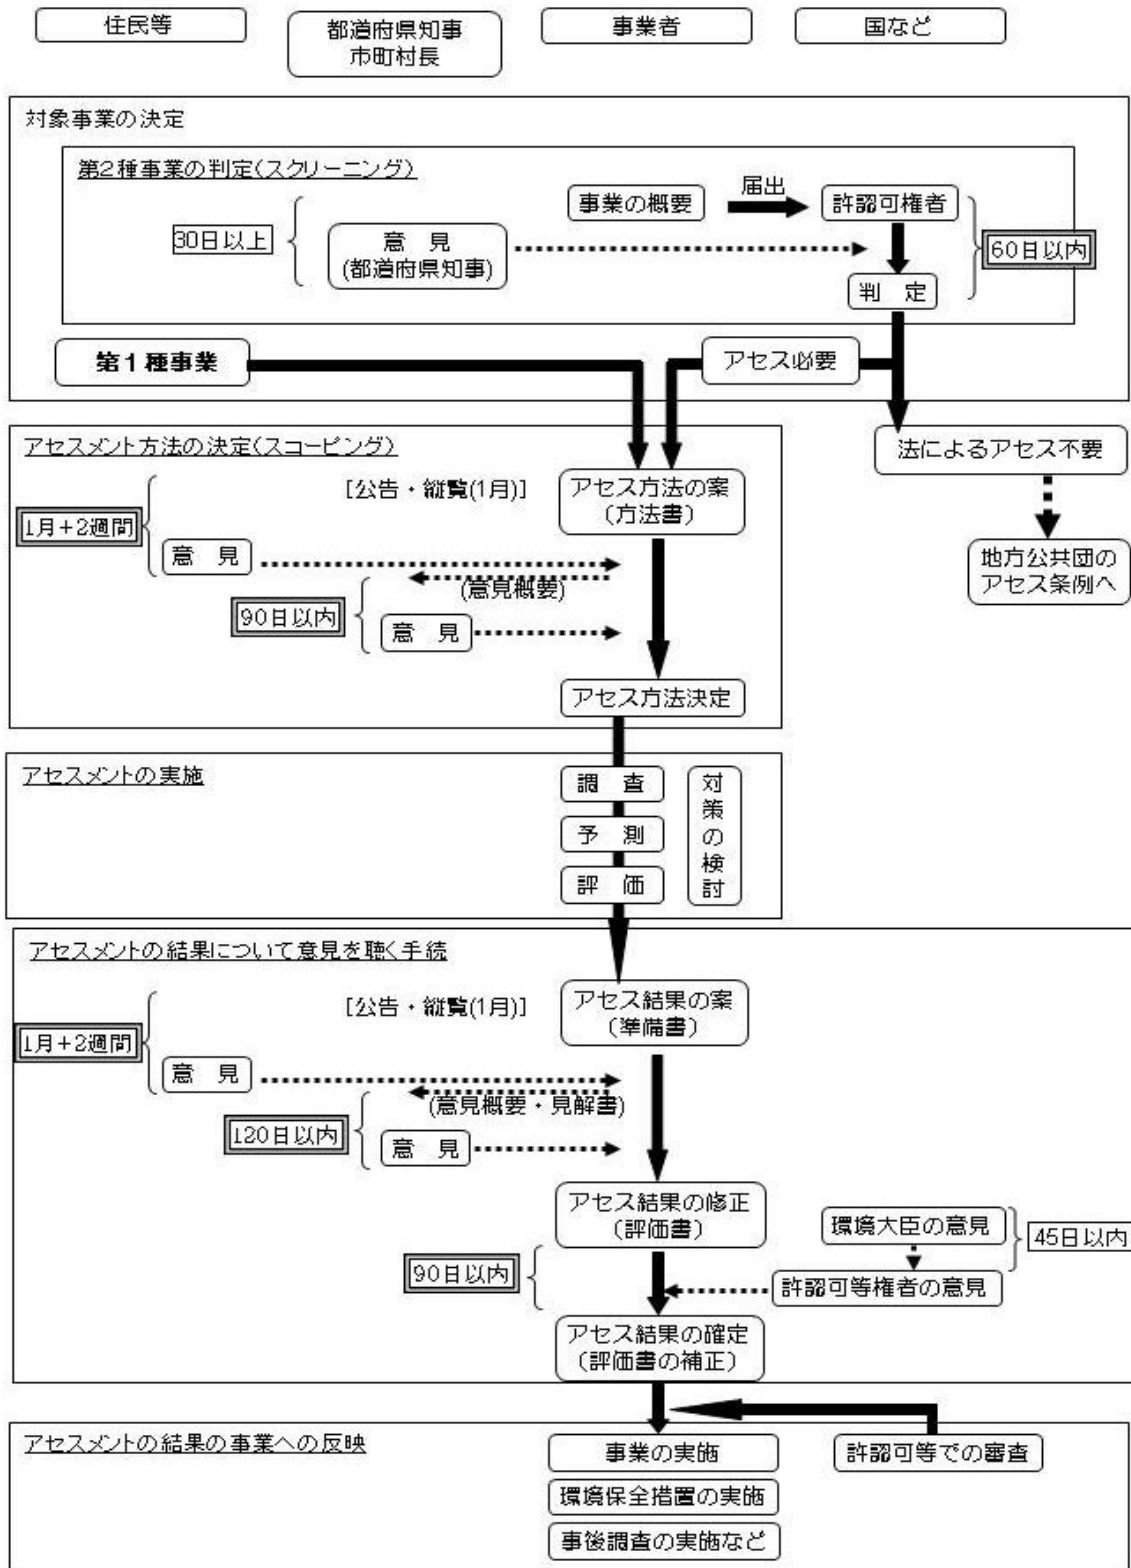 住民等
都道府県知事
市町村長
事業者
国など
対象事業の決定
第2種事業の判定(スクリーニング)
事業の概要
届出
許認可権者
30日以上
意 見
(都道府県知事)
60日以内
判 定
第1種事業
アセス必要
アセスメント方法の決定(スコーピング)
法によるアセス不要
[公告・縦覧(1月)]
アセス方法の案
(方法書)
1月+2週間
意 見
(意見概要)
地方公共団の
アセス条例へ
90日以内
意 見
アセス方法決定
アセスメントの実施
調 査
予 測
評 価
対策の検討
アセスメントの結果について意見を聴く手続
[公告・縦覧(1月)]
アセス結果の案
(準備書)
1月+2週間
意 見
(意見概要・見解書)
120日以内
意 見
アセス結果の修正
(評価書)
環境大臣の意見
45日以内
90日以内
許認可等権者の意見
アセス結果の確定
(評価書の補正)
アセスメントの結果の事業への反映
事業の実施
許認可等での審査
環境保全措置の実施
事後調査の実施など